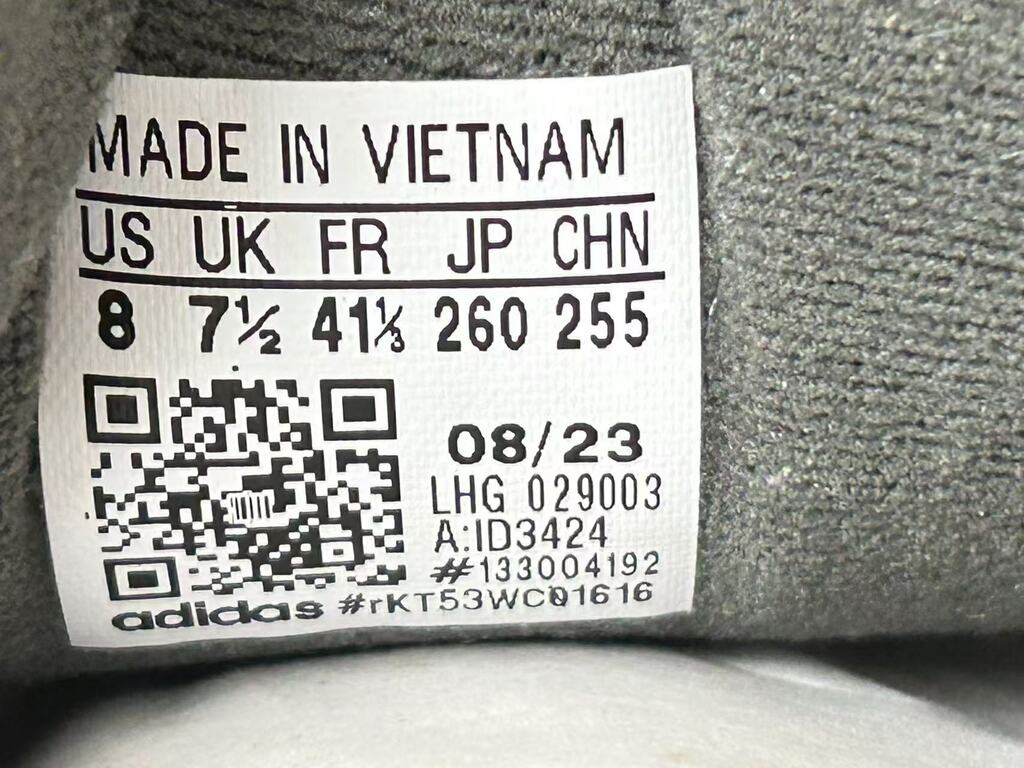 MADE IN VIETNAM
US UK FR JP CHN
8 7½ 41⅓ 260 255
08/23
LHG 029003
A:ID3424
#133004192
adidas #rKT53WC01616